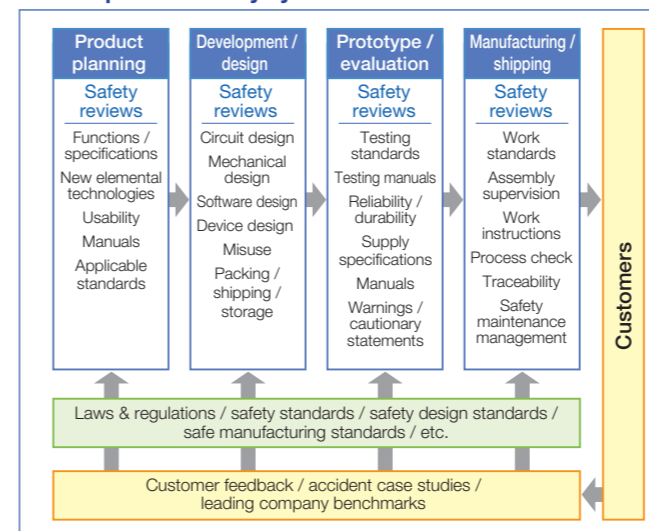 Product
planning
Safety
reviews
Functions /
specifications
New elemental
technologies
Usability
Manuals
Applicable
standards
Development /
design
Safety
reviews
Circuit design
Mechanical
design
Software design
Device design
Misuse
Packing /
shipping /
storage
Prototype /
evaluation
Safety
reviews
Testing
standards
Testing manuals
Reliability /
durability
Supply
specifications
Manuals
Warnings /
cautionary
statements
Manufacturing /
shipping
Safety
reviews
Work
standards
Assembly
supervision
Work
instructions
Process check
Traceability
Safety
maintenance
management
Customers
Laws & regulations / safety standards / safety design standards /
safe manufacturing standards / etc.
Customer feedback / accident case studies /
leading company benchmarks